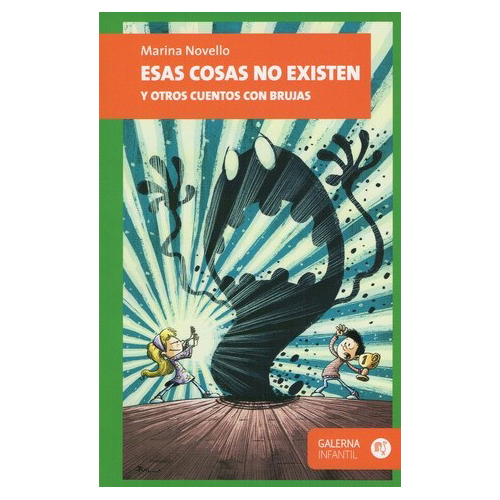 Marina Novello
ESAS COSAS NO EXISTEN
Y OTROS CUENTOS CON BRUJAS
GALERNA
INFANTIL